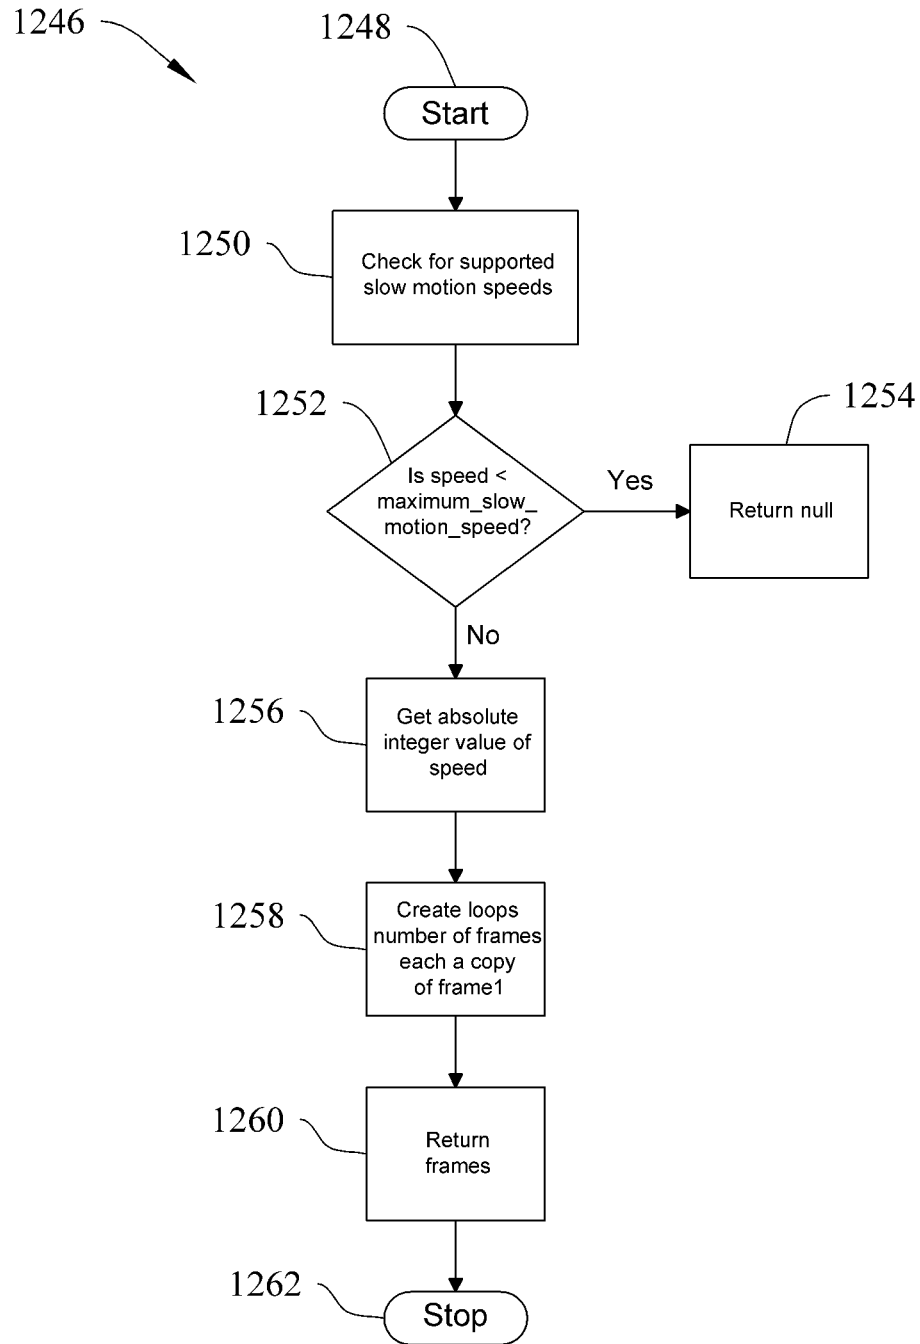 1246
1248
Start
1250
Check for supported
slow motion speeds
1252
1254
Is speed <
maximum_slow_
motion_speed?
Yes
Return null
No
1256
Get absolute
integer value of
speed
1258
Create loops
number of frames
each a copy
of frame1
1260
Return
frames
1262
Stop